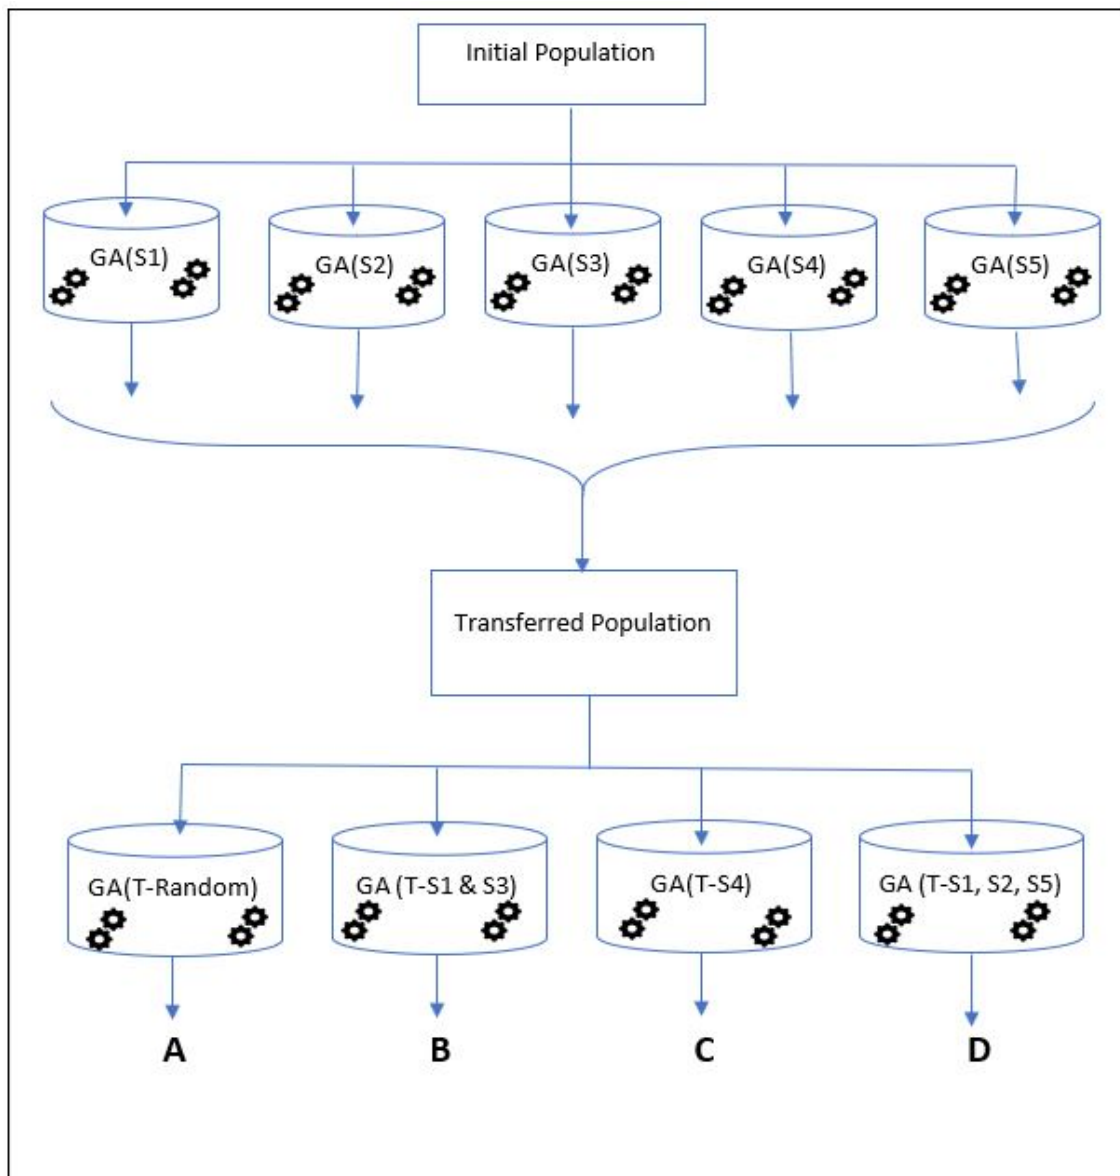 Initial Population
GA(S1)
GA(S2)
GA(S3)
GA(S4)
GA(S5)
Transferred Population
GA(T-Random)
GA (T-S1 & S3)
GA(T-S4)
GA (T-S1, S2, S5)
A
B
C
D